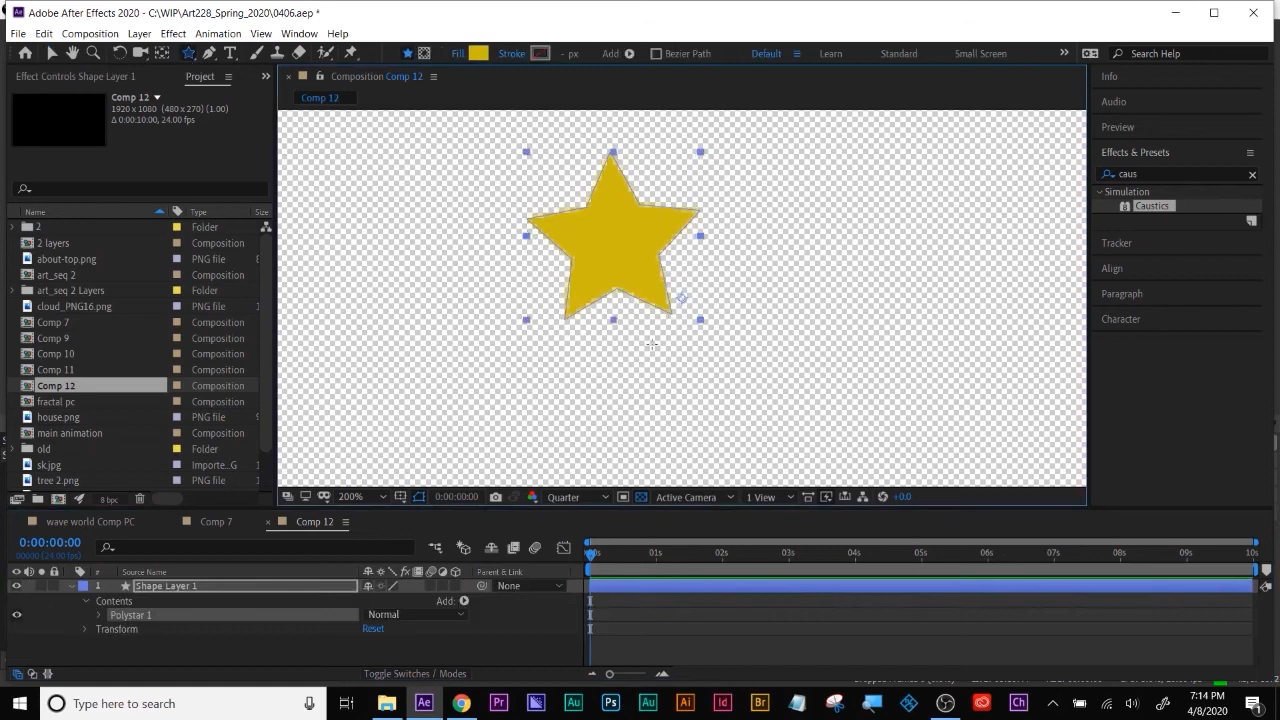 Adobe After Effects 2020 - C:\WIP\Art228_Spring_2020\0406.aep *
File Edit Composition Layer Effect Animation View Window Help
Fill Stroke - px Add Bezier Path Default Learn Standard Small Screen Search Help
Effect Controls Shape Layer 1 Project
Composition Comp 12
Comp 12
Comp 12
1920 x 1080 (480 x 270) (1.00)
Δ 0:00:10:00, 24.00 fps
Info
Audio
Preview
Effects & Presets
caus
Simulation
Caustics
Tracker
Align
Paragraph
Character
Name Type Size
2 Folder
2 layers Composition
about-top.png PNG file 8
art_seq 2 Composition
art_seq 2 Layers Folder
cloud_PNG16.png PNG file
Comp 7 Composition
Comp 9 Composition
Comp 10 Composition
Comp 11 Composition
Comp 12 Composition
fractal pc Composition
house.png PNG file 9
main animation Composition
old Folder
sk.jpg Importe...G
tree 2.png PNG file
8 bpc
200% 0:00:00:00 Quarter Active Camera 1 View +0.0
wave world Comp PC Comp 7 Comp 12
0:00:00:00
00000 (24.00 fps)
01s 02s 03s 04s 05s 06s 07s 08s 09s 10s
# Source Name Parent & Link
1 Shape Layer 1 None
Contents Add:
Polystar 1 Normal
Transform Reset
Toggle Switches / Modes
Type here to search
7:14 PM
4/8/2020